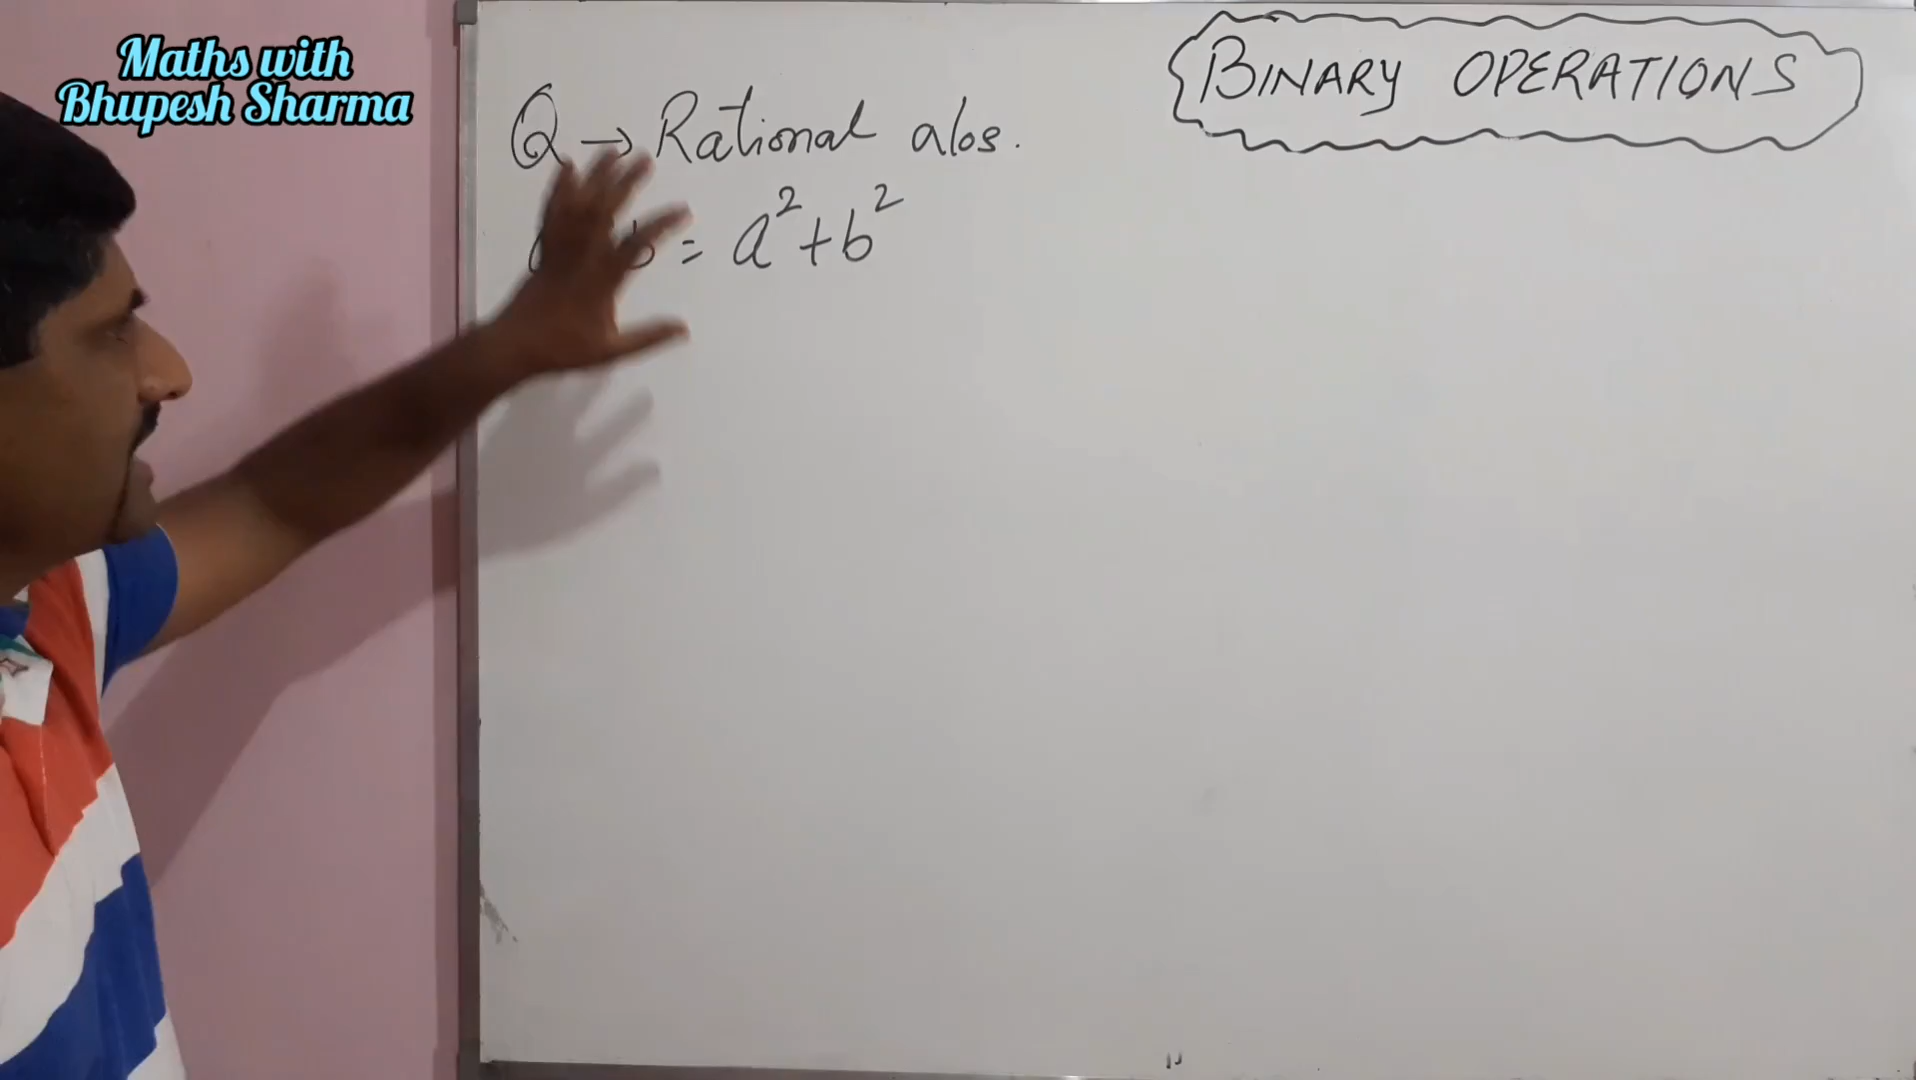 Maths with
Bhupesh Sharma
BINARY OPERATIONS
Q → Rational nos.
b = a² + b²